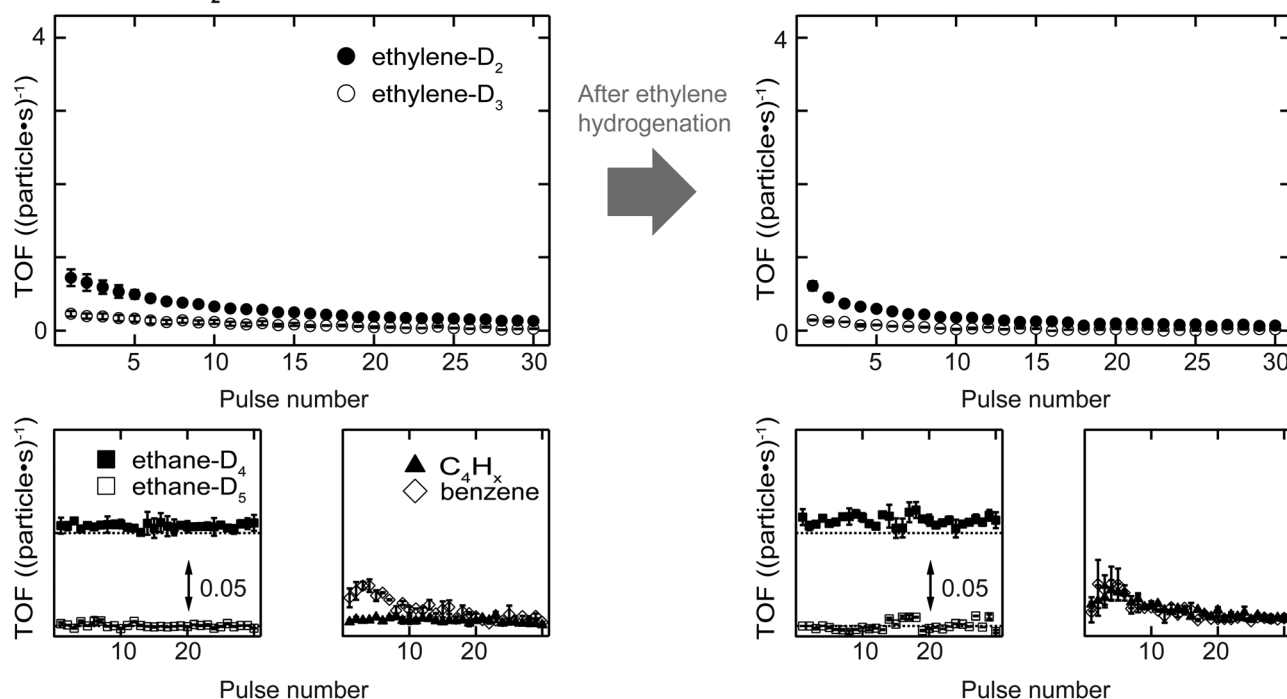 2
4
0
TOF ((particle•s)-1)
ethylene-D2
ethylene-D3
5 10 15 20 25 30
Pulse number
After ethylene
hydrogenation
4
0
TOF ((particle•s)-1)
5 10 15 20 25 30
Pulse number
TOF ((particle•s)-1)
10 20
ethane-D4
ethane-D5
0.05
10 20
C4Hx
benzene
Pulse number
TOF ((particle•s)-1)
0.05
10 20
10 20
Pulse number